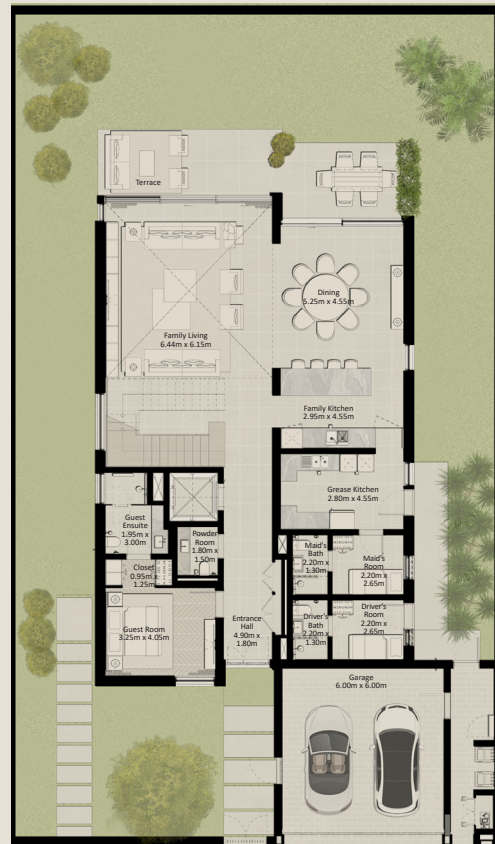 Terrace
Dining
5.25m x 4.55m
Family Living
6.44m x 6.15m
Family Kitchen
2.95m x 4.55m
Grease Kitchen
2.80m x 4.55m
Guest
Ensuite
1.95m x
3.00m
Powder
Room
1.80m x
1.50m
Maid's
Bath
2.20m x
1.30m
Maid's
Room
2.20m x
2.65m
Closet
0.95m x
1.25m
Guest Room
3.25m x 4.05m
Entrance
Hall
4.90m x
1.80m
Driver's
Bath
2.20m x
1.30m
Driver's
Room
2.20m x
2.65m
Garage
6.00m x 6.00m